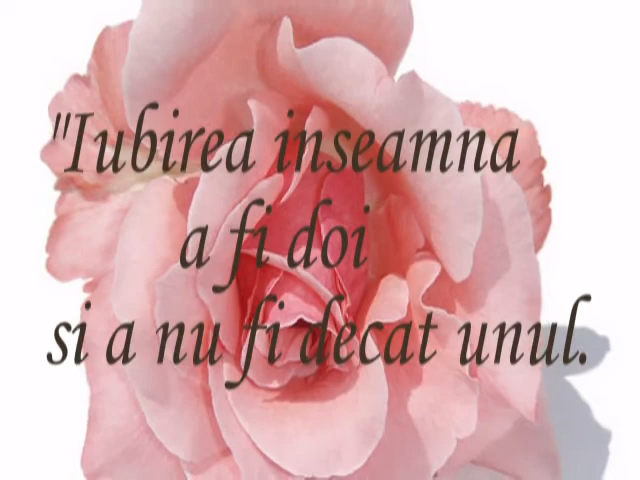 "Iubirea inseamna
a fi doi
si a nu fi decat unul.